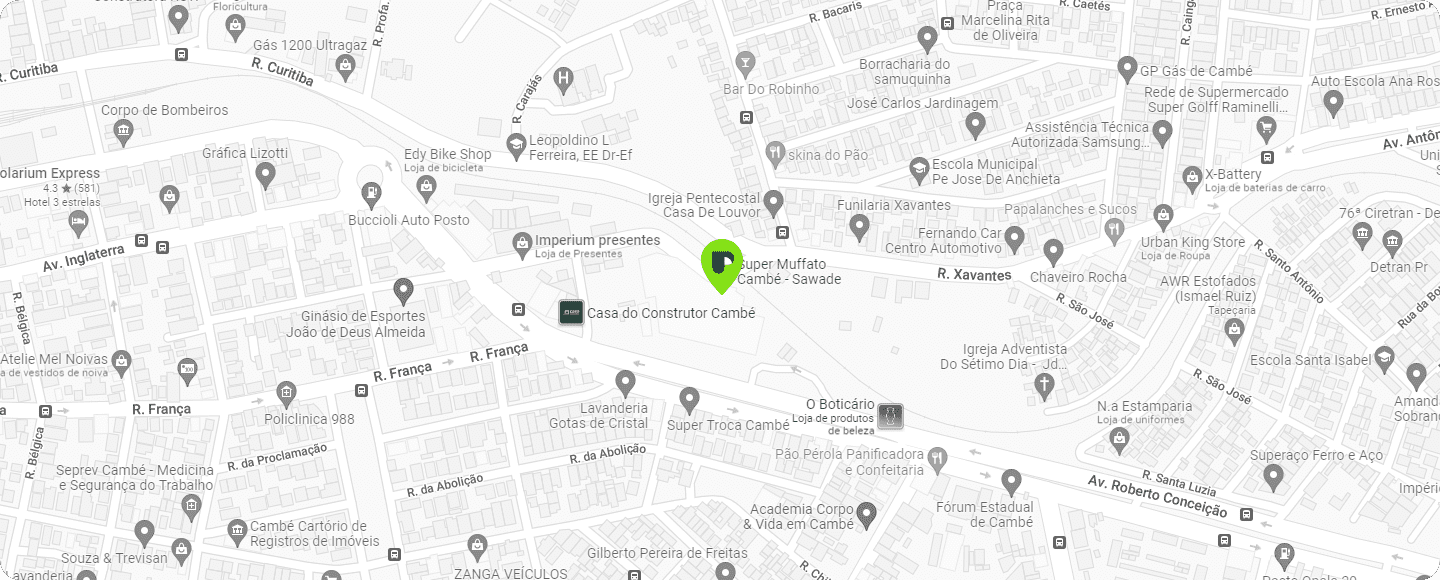 Floricultura
Gás 1200 Ultragaz
R. Profa.
R. Curitiba
R. Curitiba
Corpo de Bombeiros
Gráfica Lizotti
olarium Express
4.3 ★ (581)
Hotel 3 estrelas
Edy Bike Shop
Loja de bicicleta
Buccioli Auto Posto
Av. Inglaterra
R. Bélgica
R. Carajás
H
Leopoldino L
Ferreira, EE Dr-Ef
R. Bacaris
Praça
Marcelina Rita
de Oliveira
R. Caetés
R. Ernesto
Borracharia do
samuquinha
Bar Do Robinho
José Carlos Jardinagem
GP Gás de Cambé
Rede de Supermercado
Super Golff Raminelli...
Auto Escola Ana Ros
Assistência Técnica
Autorizada Samsung...
Av. Antôn
skina do Pão
Escola Municipal
Pe Jose De Anchieta
X-Battery
Loja de baterias de carro
Igreja Pentecostal
Casa De Louvor
Funilaria Xavantes
Papalanches e Sucos
Fernando Car
Centro Automotivo
76ª Ciretran - De
Detran Pr
Urban King Store
Loja de Roupa
R. Santo Antônio
Imperium presentes
Loja de Presentes
Super Muffato
Cambé - Sawade
R. Xavantes
Chaveiro Rocha
AWR Estofados
(Ismael Ruiz)
Tapeçaria
R. São José
Rua da Bo
Ginásio de Esportes
João de Deus Almeida
Casa do Construtor Cambé
Igreja Adventista
Do Sétimo Dia - Jd...
Escola Santa Isabel
R. São José
Atelie Mel Noivas
a de vestidos de noiva
R. França
R. França
R. França
Policlinica 988
Lavanderia
Gotas de Cristal
Super Troca Cambé
O Boticário
Loja de produtos
de beleza
N.a Estamparia
Loja de uniformes
Amand
Sobran
R. Bélgica
R. da Proclamação
R. da Abolição
R. da Abolição
Pão Pérola Panificadora
e Confeitaria
Superaço Ferro e Aço
Seprev Cambé - Medicina
e Segurança do Trabalho
R. Santa Luzia
Av. Roberto Conceição
Impéri
Academia Corpo
& Vida em Cambé
Fórum Estadual
de Cambé
Cambé Cartório de
Registros de Imóveis
Souza & Trevisan
Gilberto Pereira de Freitas
ZANGA VEÍCULOS
avanderia